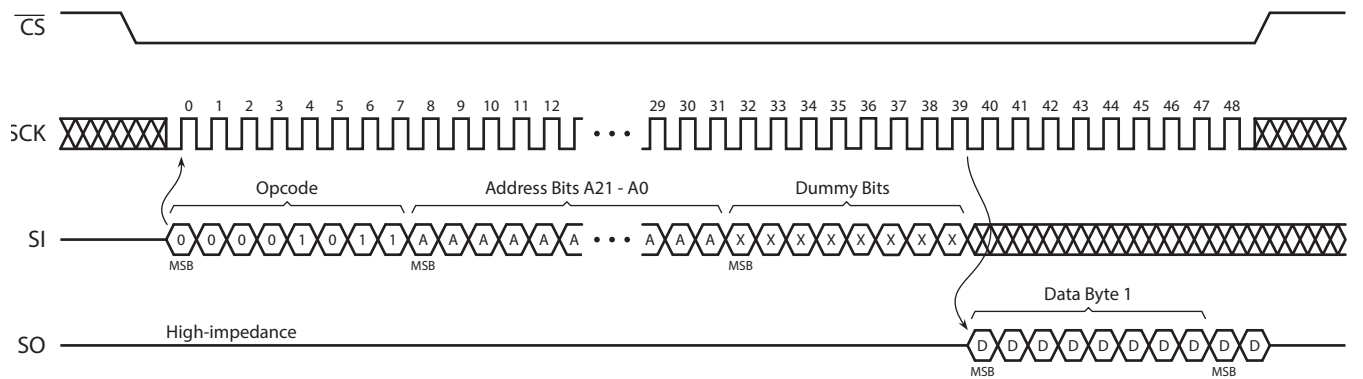 CS
0 1 2 3 4 5 6 7 8 9 10 11 12 29 30 31 32 33 34 35 36 37 38 39 40 41 42 43 44 45 46 47 48
SCK
Opcode Address Bits A21 - A0 Dummy Bits
SI 0 0 0 0 1 0 1 1 A A A A A A A A A X X X X X X X X
MSB MSB MSB
Data Byte 1
High-impedance
SO D D D D D D D D D D
MSB MSB